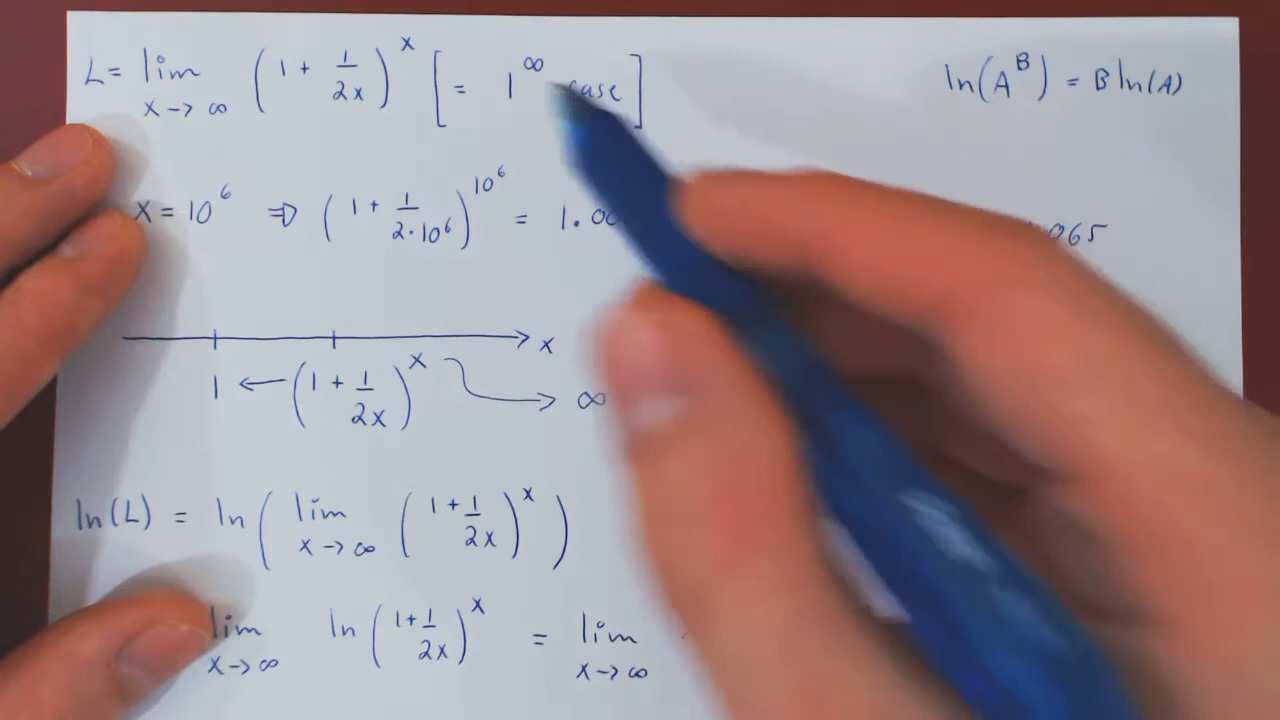 L = lim x→∞ (1 + 1/2x)^x [ = 1^∞ case ]
ln(A^B) = B ln(A)
x = 10^6 ⇒ (1 + 1/2·10^6)^10^6 = 1.00
065
x
1 ← (1 + 1/2x)^x → ∞
ln(L) = ln( lim x→∞ (1 + 1/2x)^x )
lim x→∞ ln (1 + 1/2x)^x = lim x→∞